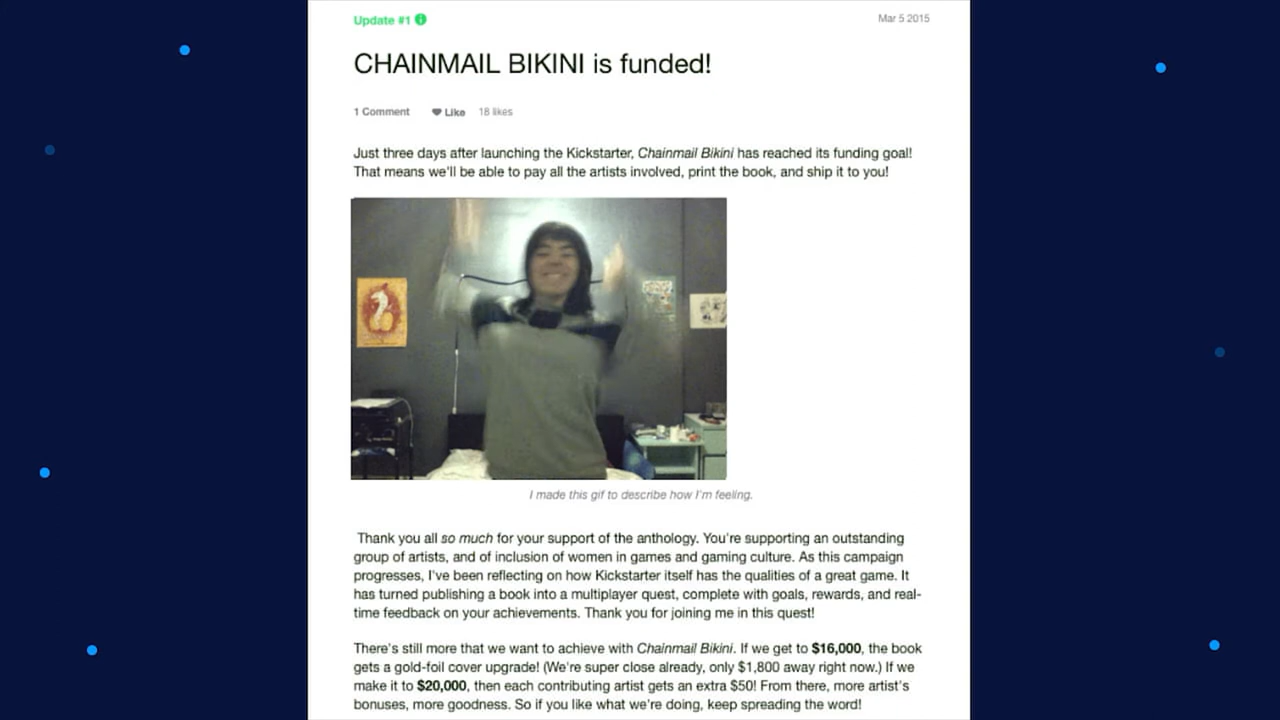 Update #1
Mar 5 2015
CHAINMAIL BIKINI is funded!
1 Comment Like 18 likes
Just three days after launching the Kickstarter, Chainmail Bikini has reached its funding goal!
That means we'll be able to pay all the artists involved, print the book, and ship it to you!
I made this gif to describe how I'm feeling.
Thank you all so much for your support of the anthology. You're supporting an outstanding
group of artists, and of inclusion of women in games and gaming culture. As this campaign
progresses, I've been reflecting on how Kickstarter itself has the qualities of a great game. It
has turned publishing a book into a multiplayer quest, complete with goals, rewards, and real-
time feedback on your achievements. Thank you for joining me in this quest!
There's still more that we want to achieve with Chainmail Bikini. If we get to $16,000, the book
gets a gold-foil cover upgrade! (We're super close already, only $1,800 away right now.) If we
make it to $20,000, then each contributing artist gets an extra $50! From there, more artist's
bonuses, more goodness. So if you like what we're doing, keep spreading the word!